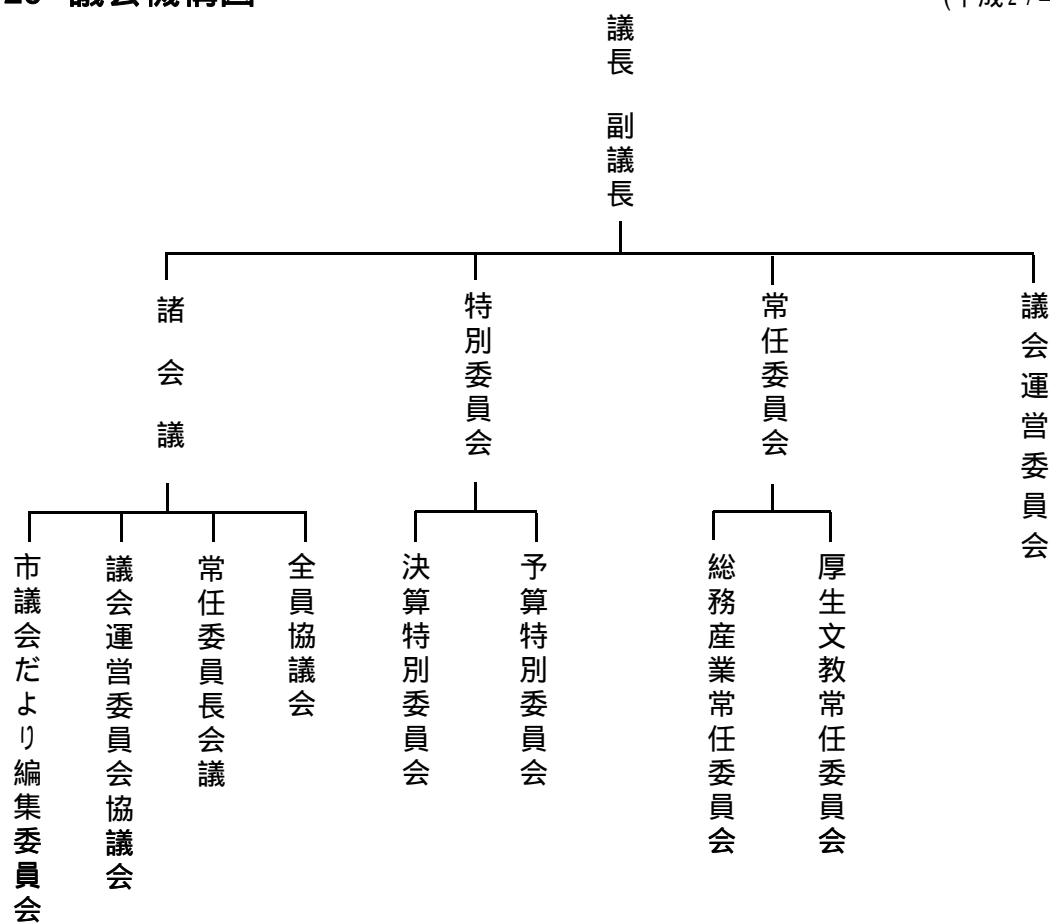 議会機構図
(平成27
議長　副議長
議会運営委員会
常任委員会
厚生文教常任委員会
総務産業常任委員会
特別委員会
予算特別委員会
決算特別委員会
諸会議
全員協議会
常任委員長会議
議会運営委員会協議会
市議会だより編集委員会